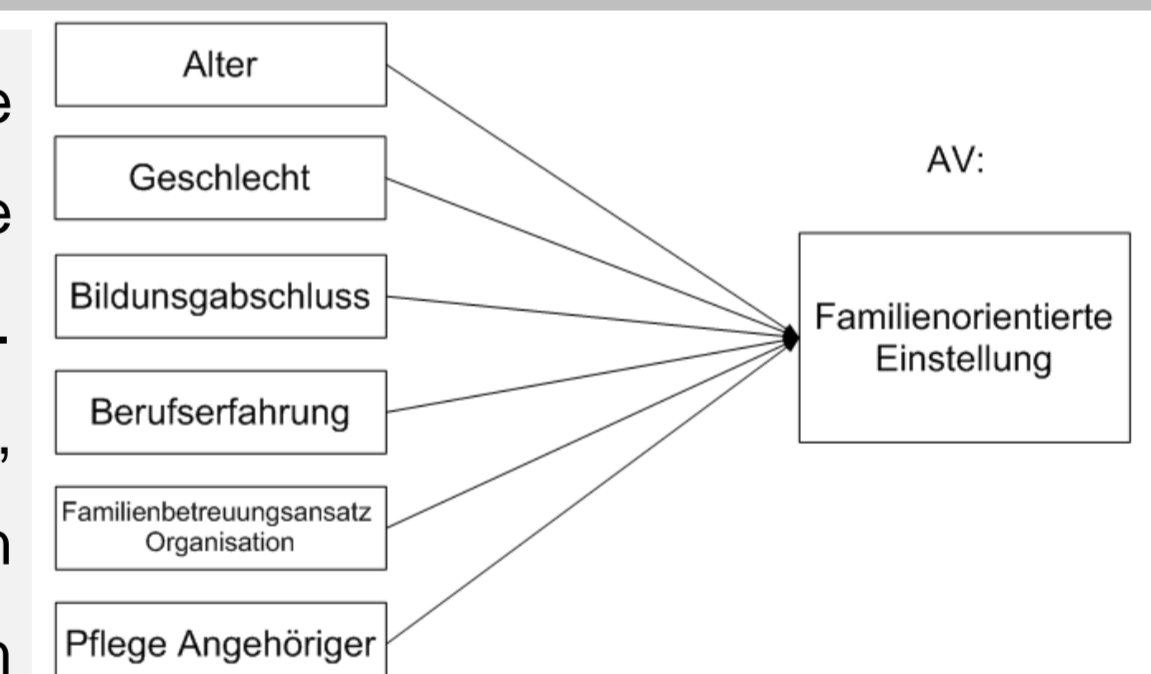 Alter
Geschlecht
Bildunsgabschluss
Berufserfahrung
Familienbetreuungsansatz
Organisation
Pflege Angehöriger
AV:
Familienorientierte
Einstellung